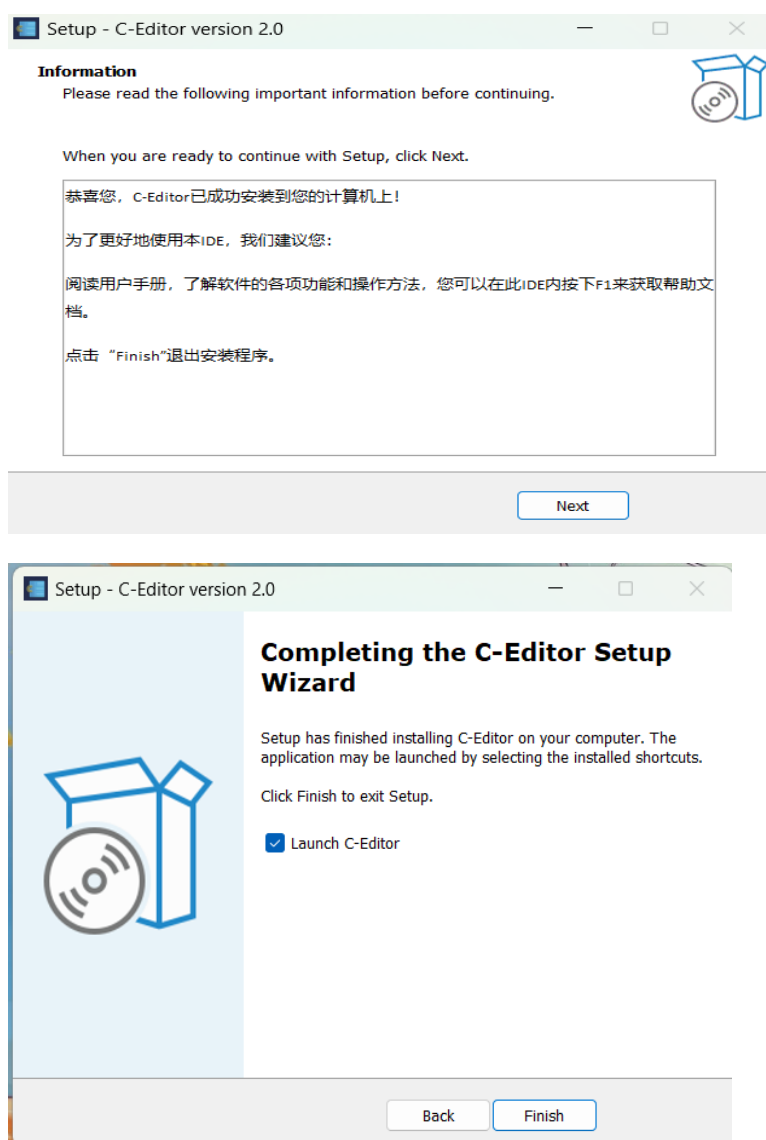 Setup - C-Editor version 2.0
Information
Please read the following important information before continuing.
When you are ready to continue with Setup, click Next.
恭喜您，C-Editor已成功安装到您的计算机上！
为了更好地使用本IDE，我们建议您：
阅读用户手册，了解软件的各项功能和操作方法，您可以在此IDE内按下F1来获取帮助文
档。
点击“Finish”退出安装程序。
Next
Setup - C-Editor version 2.0
Completing the C-Editor Setup
Wizard
Setup has finished installing C-Editor on your computer. The
application may be launched by selecting the installed shortcuts.
Click Finish to exit Setup.
Launch C-Editor
Back
Finish